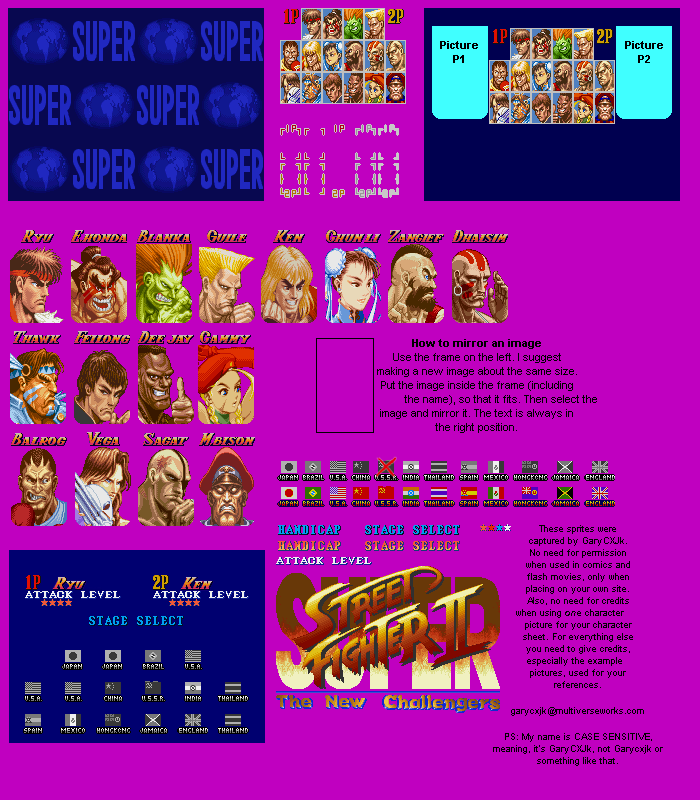 SUPER SUPER
SUPER SUPER
SUPER SUPER
1P 2P
Picture
P1
1P 2P
Picture
P2
1P 1P 1P 1P
2P 2P 2P 2P
RYU E.HONDA BLANKA GUILE KEN CHUN LI ZANGIEF DHALSIM
T.HAWK FEILONG DEE JAY CAMMY
How to mirror an image
Use the frame on the left. I suggest
making a new image about the same size.
Put the image inside the frame (including
the name), so that it fits. Then select the
image and mirror it. The text is always in
the right position.
BALROG VEGA SAGAT M.BISON
JAPAN BRAZIL U.S.A. CHINA U.S.S.R. INDIA THAILAND SPAIN MEXICO HONGKONG JAMAICA ENGLAND
JAPAN BRAZIL U.S.A. CHINA U.S.S.R. INDIA THAILAND SPAIN MEXICO HONGKONG JAMAICA ENGLAND
HANDICAP STAGE SELECT
HANDICAP STAGE SELECT
ATTACK LEVEL
1P RYU 2P KEN
ATTACK LEVEL ATTACK LEVEL
STAGE SELECT
JAPAN JAPAN BRAZIL U.S.A.
U.S.A. U.S.A. CHINA U.S.S.R. INDIA THAILAND
SPAIN MEXICO HONGKONG JAMAICA ENGLAND THAILAND
SUPER
STREET
FIGHTER II
The New Challengers
These sprites were
captured by GaryCXJk.
No need for permission
when used in comics and
flash movies, only when
placing on your own site.
Also, no need for credits
when using one character
picture for your character
sheet. For everything else
you need to give credits,
especially the example
pictures, used for your
references.
garycxjk@multiverseworks.com
PS: My name is CASE SENSITIVE,
meaning, it's GaryCXJk, not Garycxjk or
something like that.